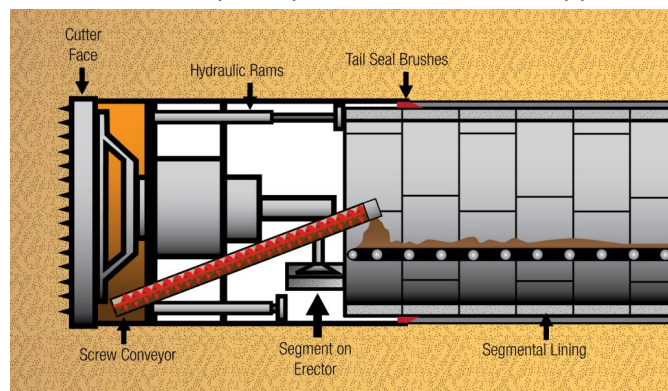 Cutter
Face
Hydraulic Rams
Tail Seal Brushes
Screw Conveyor
Segment on
Erector
Segmental Lining